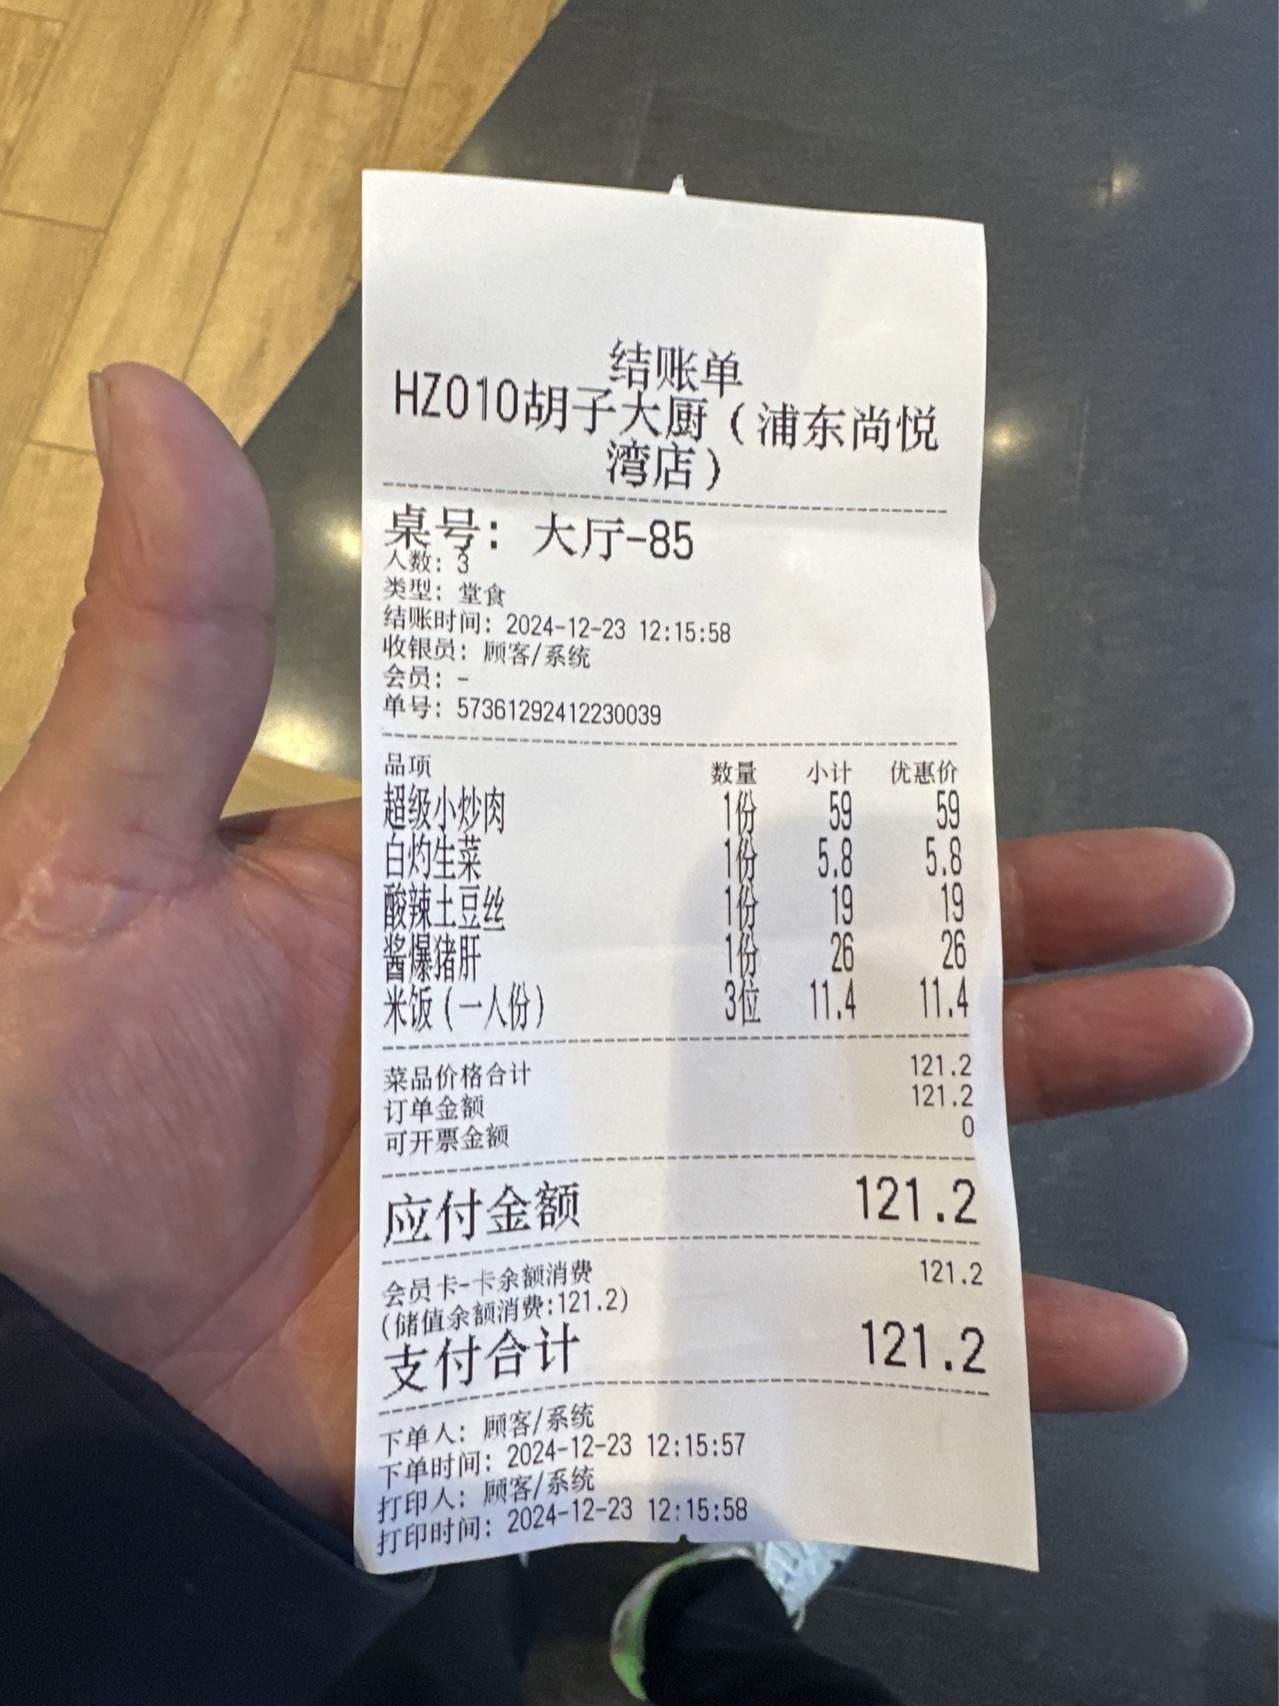 结账单
HZ010胡子大厨（浦东尚悦
湾店）
桌号：大厅-85
人数：3
类型：堂食
结账时间：2024-12-23 12:15:58
收银员：顾客/系统
会员：-
单号：57361292412230039
品项 数量 小计 优惠价
超级小炒肉 1份 59 59
白灼生菜 1份 5.8 5.8
酸辣土豆丝 1份 19 19
酱爆猪肝 1份 26 26
米饭（一人份） 3位 11.4 11.4
菜品价格合计 121.2
订单金额 121.2
可开票金额 0
应付金额 121.2
会员卡-卡余额消费 121.2
(储值余额消费:121.2)
支付合计 121.2
下单人：顾客/系统
下单时间：2024-12-23 12:15:57
打印人：顾客/系统
打印时间：2024-12-23 12:15:58